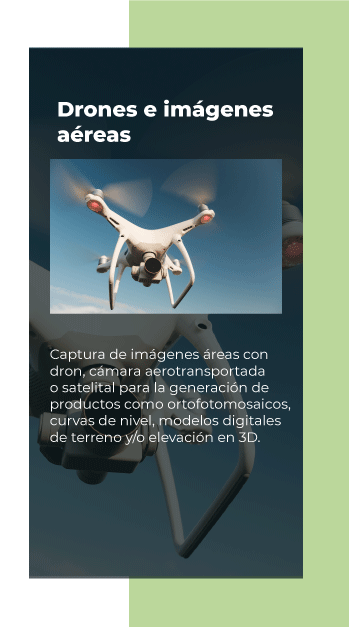 Drones e imágenes
aéreas
Captura de imágenes áreas con
dron, cámara aerotransportada
o satelital para la generación de
productos como ortofotomosaicos,
curvas de nivel, modelos digitales
de terreno y/o elevación en 3D.